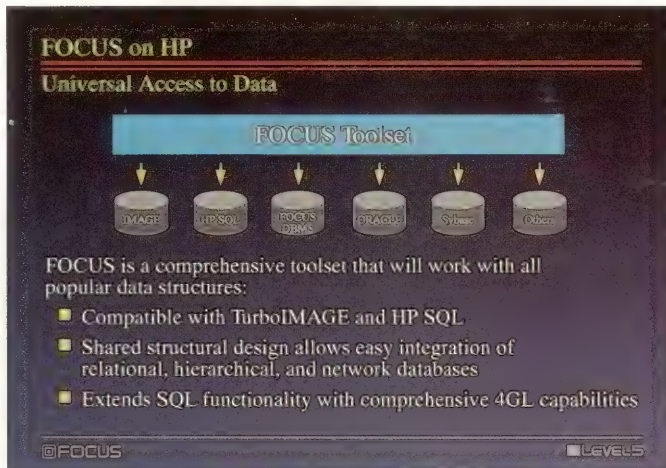 FOCUS on HP
Universal Access to Data
FOCUS Toolset
IMAGE
HP SQL
FOCUS
DBMs
ORACLE
Sybase
Others
FOCUS is a comprehensive toolset that will work with all
popular data structures:
Compatible with TurboIMAGE and HP SQL
Shared structural design allows easy integration of
relational, hierarchical, and network databases
Extends SQL functionality with comprehensive 4GL capabilities
FOCUS
LEVEL5